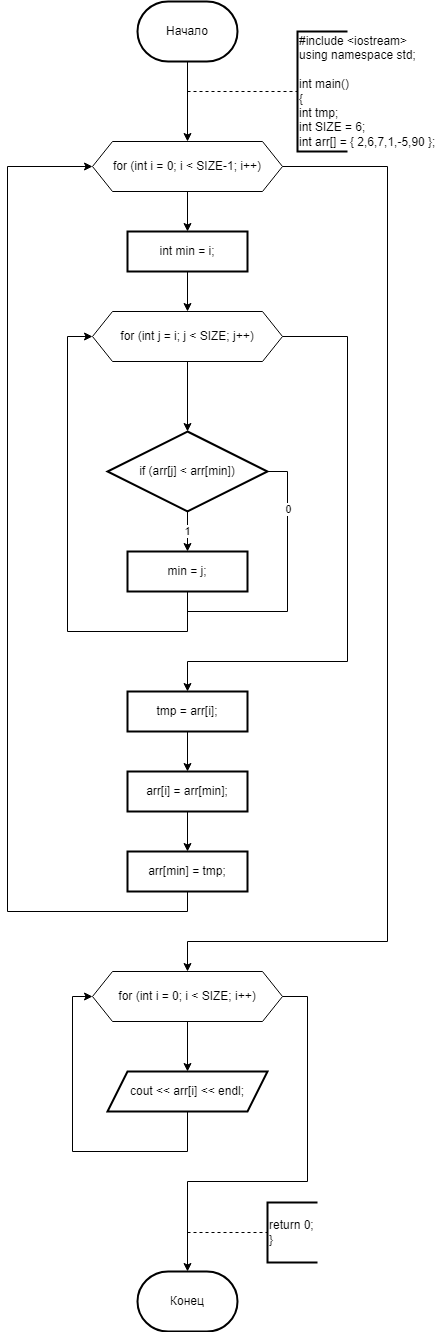 Начало
#include <iostream>
using namespace std;
int main()
{
int tmp;
int SIZE = 6;
int arr[] = { 2,6,7,1,-5,90 };
for (int i = 0; i < SIZE-1; i++)
int min = i;
for (int j = i; j < SIZE; j++)
if (arr[j] < arr[min])
0
1
min = j;
tmp = arr[i];
arr[i] = arr[min];
arr[min] = tmp;
for (int i = 0; i < SIZE; i++)
cout << arr[i] << endl;
return 0;
}
Конец